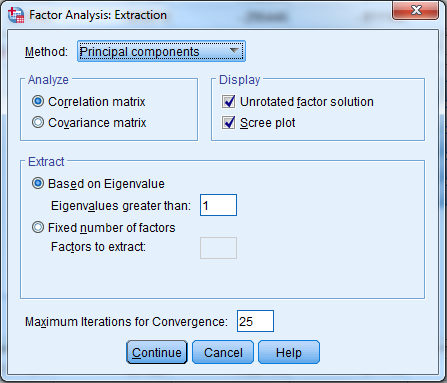 Factor Analysis: Extraction
Method: Principal components
Analyze
Correlation matrix
Covariance matrix
Display
Unrotated factor solution
Scree plot
Extract
Based on Eigenvalue
Eigenvalues greater than: 1
Fixed number of factors
Factors to extract:
Maximum Iterations for Convergence: 25
Continue Cancel Help